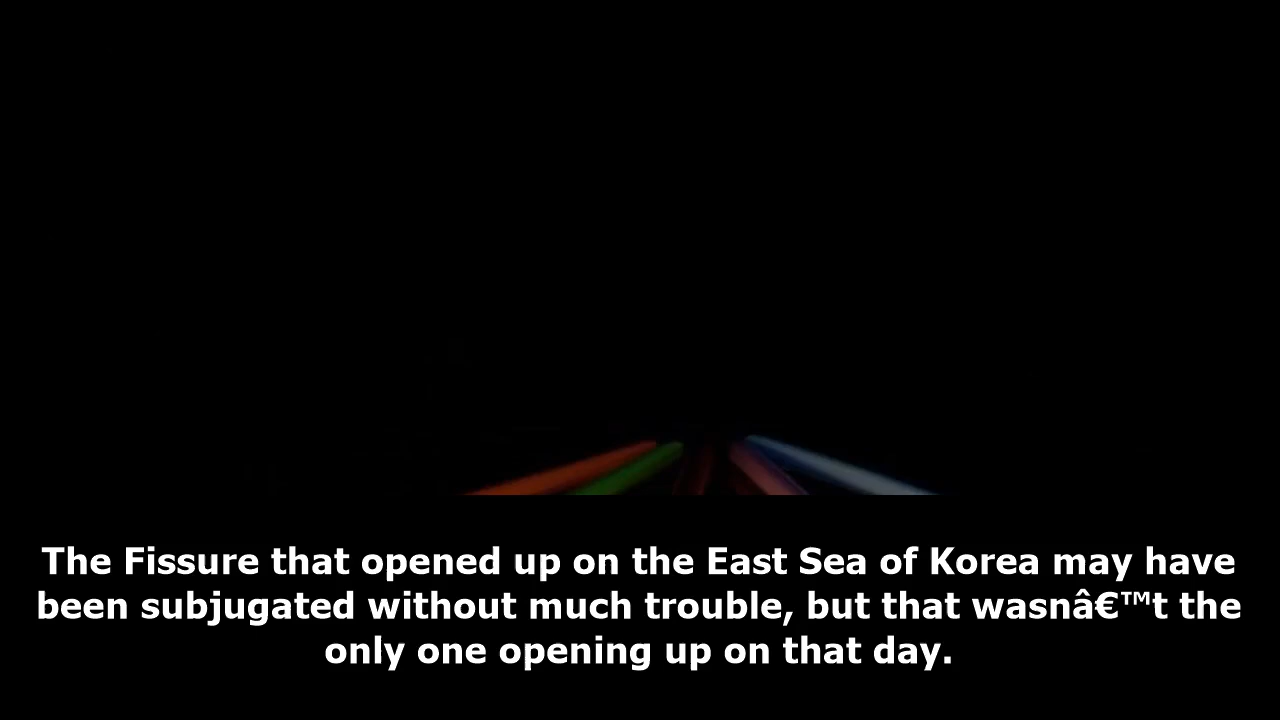 The Fissure that opened up on the East Sea of Korea may have
been subjugated without much trouble, but that wasnâ€™t the
only one opening up on that day.